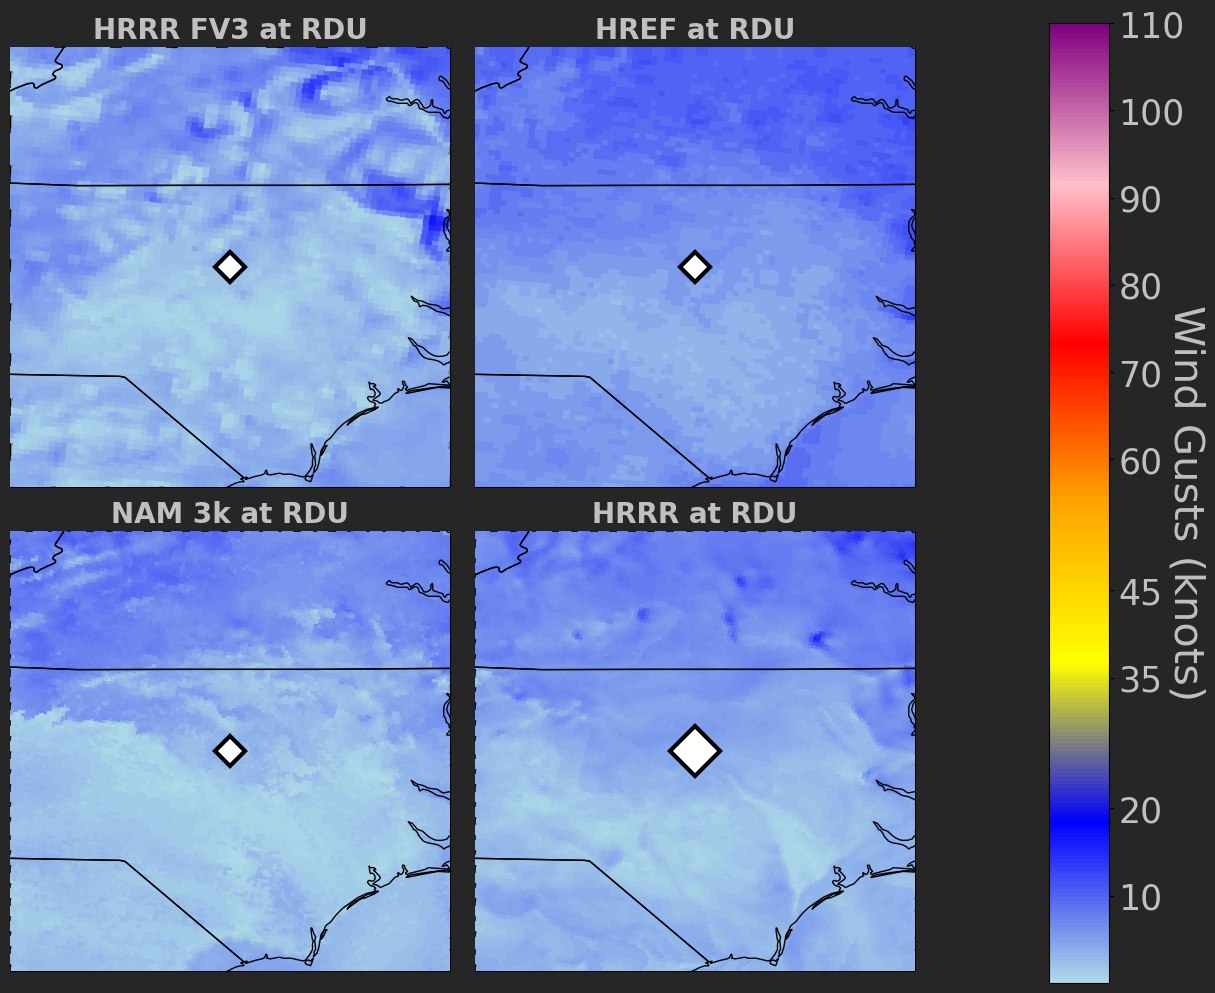 HRRR FV3 at RDU
HREF at RDU
NAM 3k at RDU
HRRR at RDU
110
100
90
80
70
60
45
35
20
10
Wind Gusts (knots)